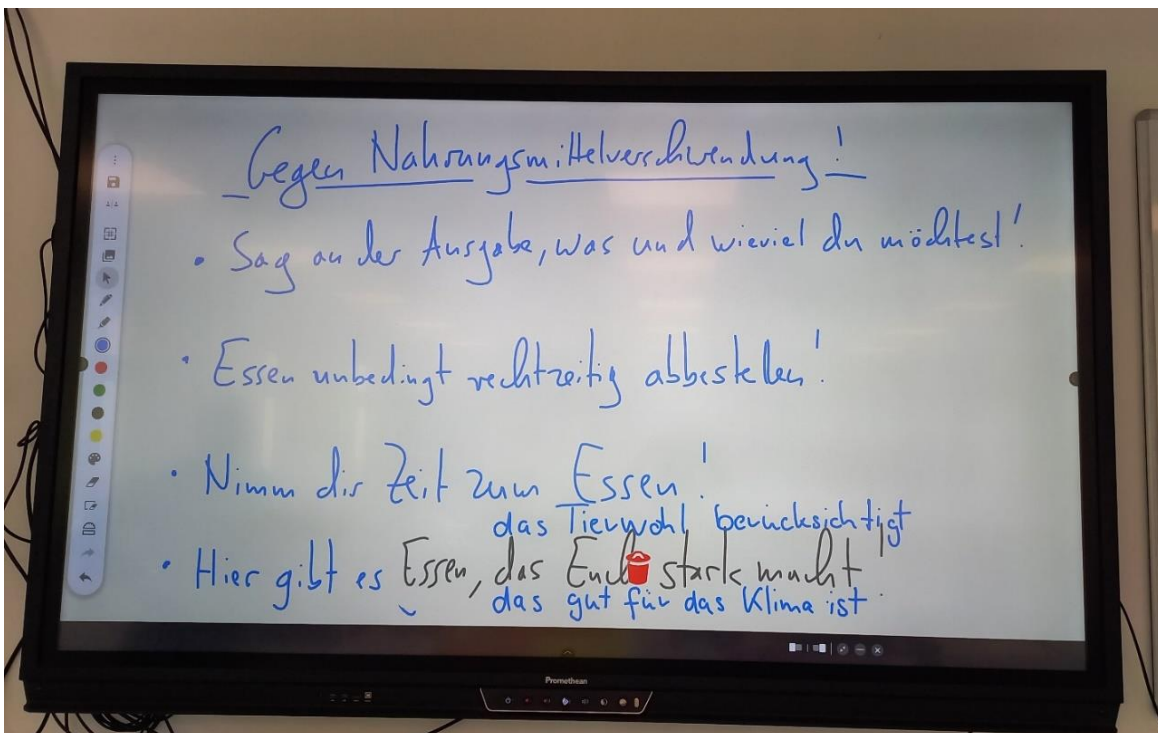 Gegen Nahrungsmittelverschwendung!
• Sag an der Ausgabe, was und wieviel du möchtest!
• Essen unbedingt rechtzeitig abbestellen!
• Nimm dir Zeit zum Essen!
das Tierwohl berücksichtigt
• Hier gibt es Essen, das Euch stark macht!
das gut für das Klima ist.
Promethean